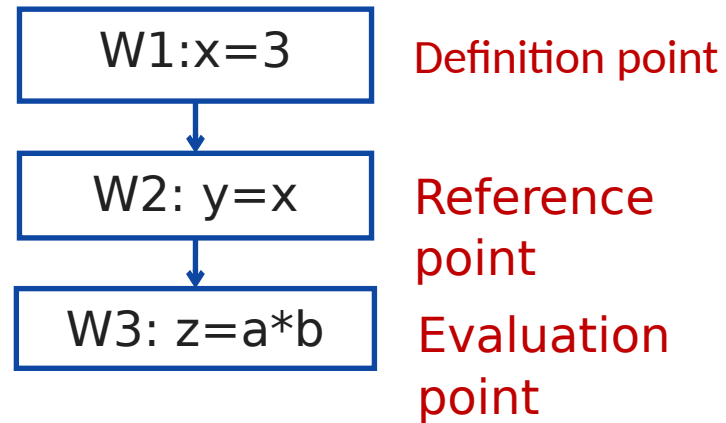 W1:x=3
Definition point
W2: y=x
Reference
point
W3: z=a*b
Evaluation
point